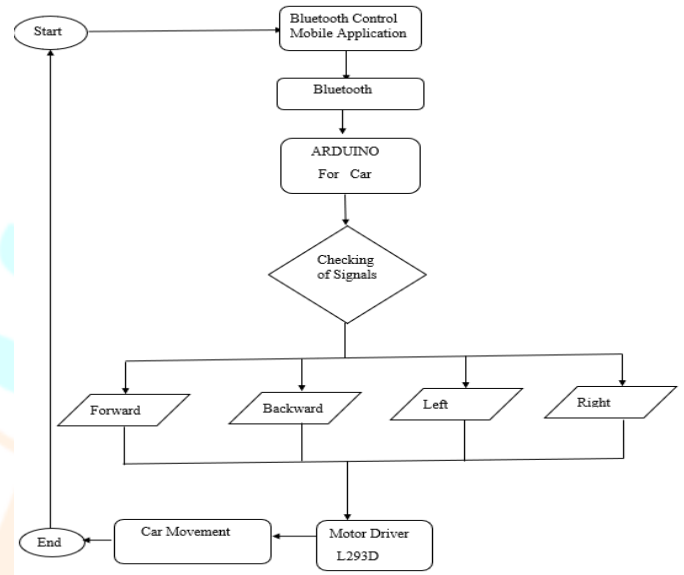 Start
Bluetooth Control
Mobile Application
Bluetooth
ARDUINO
For Car
Checking
of Signals
Forward
Backward
Left
Right
Motor Driver
L293D
Car Movement
End